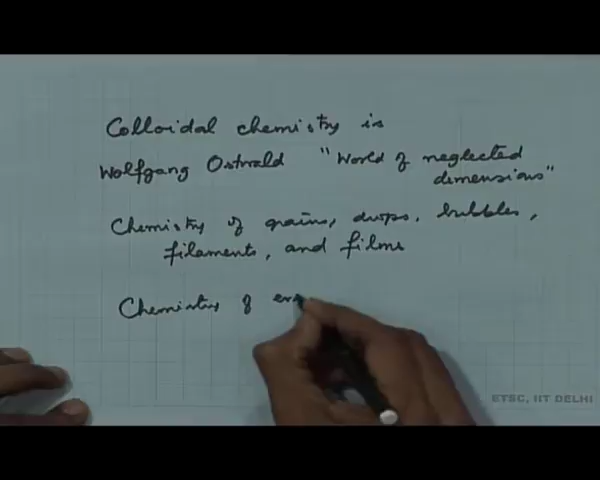 Colloidal chemistry is
Wolfgang Ostwald "World of neglected
dimensions"
Chemistry of grains, drops, bubbles,
filaments, and films
Chemistry of
ETSC, IIT DELHI